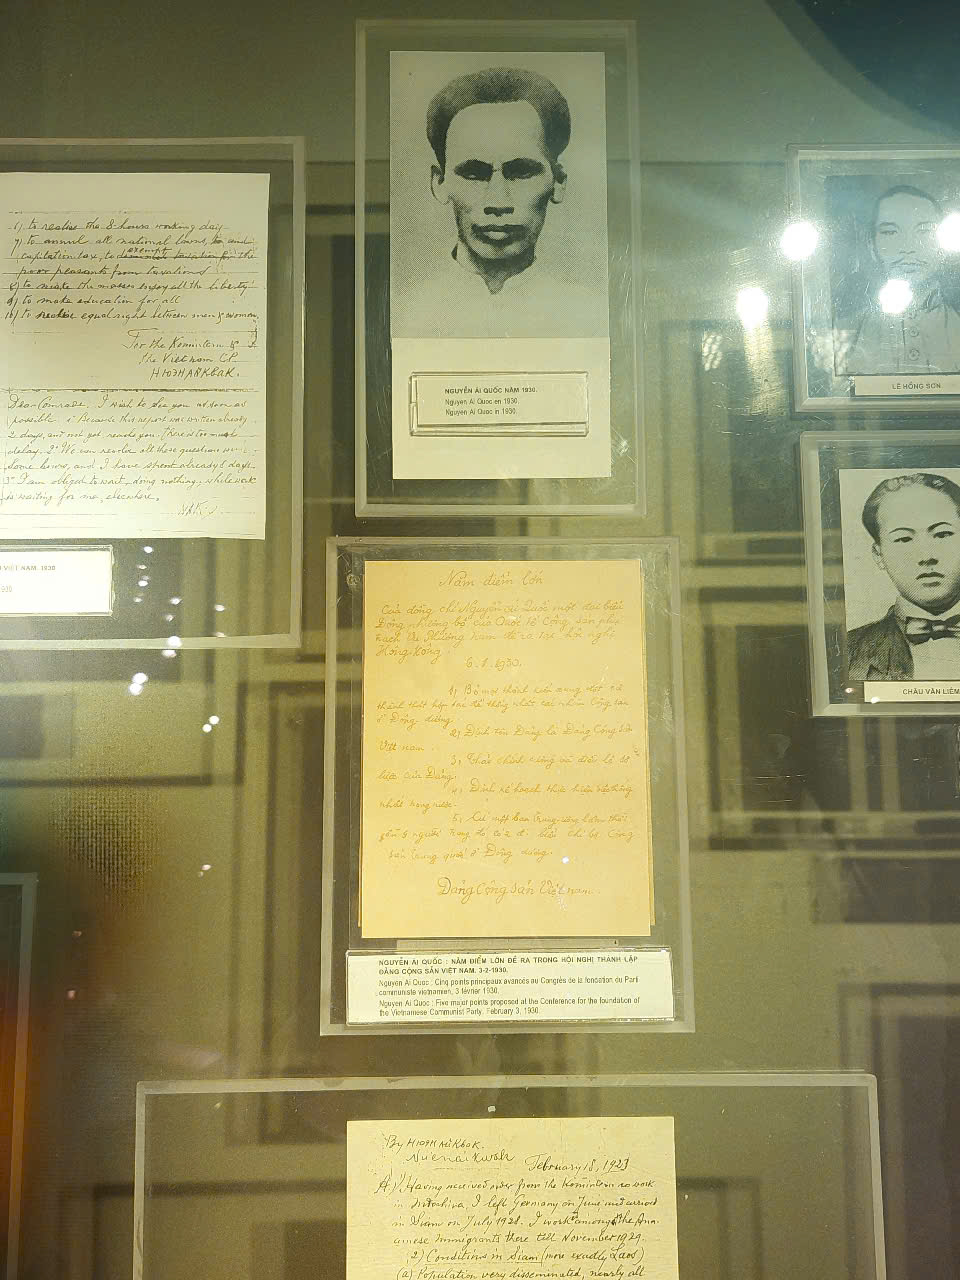 6) to realise the 8 hours working day
7) to annul all national loans, and
capitation tax, to exempt taxation for the
poor peasants from taxations
8) to make the masses enjoy all the liberty
9) to make education for all
10) to realise equal right between men & women,
For the Komintern &
the Vietnam C.P.
Dear Comrade, I wish to see you as soon as
possible. 1. Because this report was written already
2 days, and not yet reach you. There is too much
delay. 2° We can resolve all these questions in
some hours, and I have spent already 6 days.
3° I am obliged to wait, doing nothing, while work
is waiting for me, elsewhere.
VIỆT NAM. 1930
930
NGUYỄN ÁI QUỐC NĂM 1930.
Nguyen Ai Quoc en 1930.
Nguyen Ai Quoc in 1930.
LÊ HỒNG SƠN
CHÂU VĂN LIÊM
Năm điểm lớn
Của đồng chí Nguyễn Ái Quốc một đại biểu
Đông phương bộ của Quốc tế Cộng sản phụ
trách Vụ Phương Nam đề ra tại hội nghị
Hồng Kông.
6.1.1930.
1) Bỏ mọi thành kiến xung đột cũ
thành thật hợp tác để thống nhất các nhóm Cộng sản
ở Đông dương.
2) Định tên Đảng là Đảng Cộng sản
Việt nam.
3) Thảo chính cương và điều lệ sơ
lược của Đảng.
4) Định kế hoạch thực hiện việc thống
nhất trong nước.
5) Cử một ban trung ương lâm thời
gồm 9 người trong đó có 2 đại biểu chi bộ Cộng
sản trung quốc ở Đông dương.
Đảng Cộng sản Việt nam.
NGUYỄN ÁI QUỐC : NĂM ĐIỂM LỚN ĐỀ RA TRONG HỘI NGHỊ THÀNH LẬP
ĐẢNG CỘNG SẢN VIỆT NAM. 3-2-1930.
Nguyen Ai Quoc : Cinq points principaux avancés au Congrès de la fondation du Parti
communiste vietnamien, 3 février 1930.
Nguyen Ai Quoc : Five major points proposed at the Conference for the foundation of
the Vietnamese Communist Party. February 3, 1930.
By
February 18, 192
A) 1/ Having received order from the Komintern to work
in Indochina, I left Germany on June and arrived
in Siam on July 1928. I work among the Ann-
amese immigrants there till November 1929.
2) Conditions in Siam (more exactly Laos)
(a) Population very disseminated, nearly all